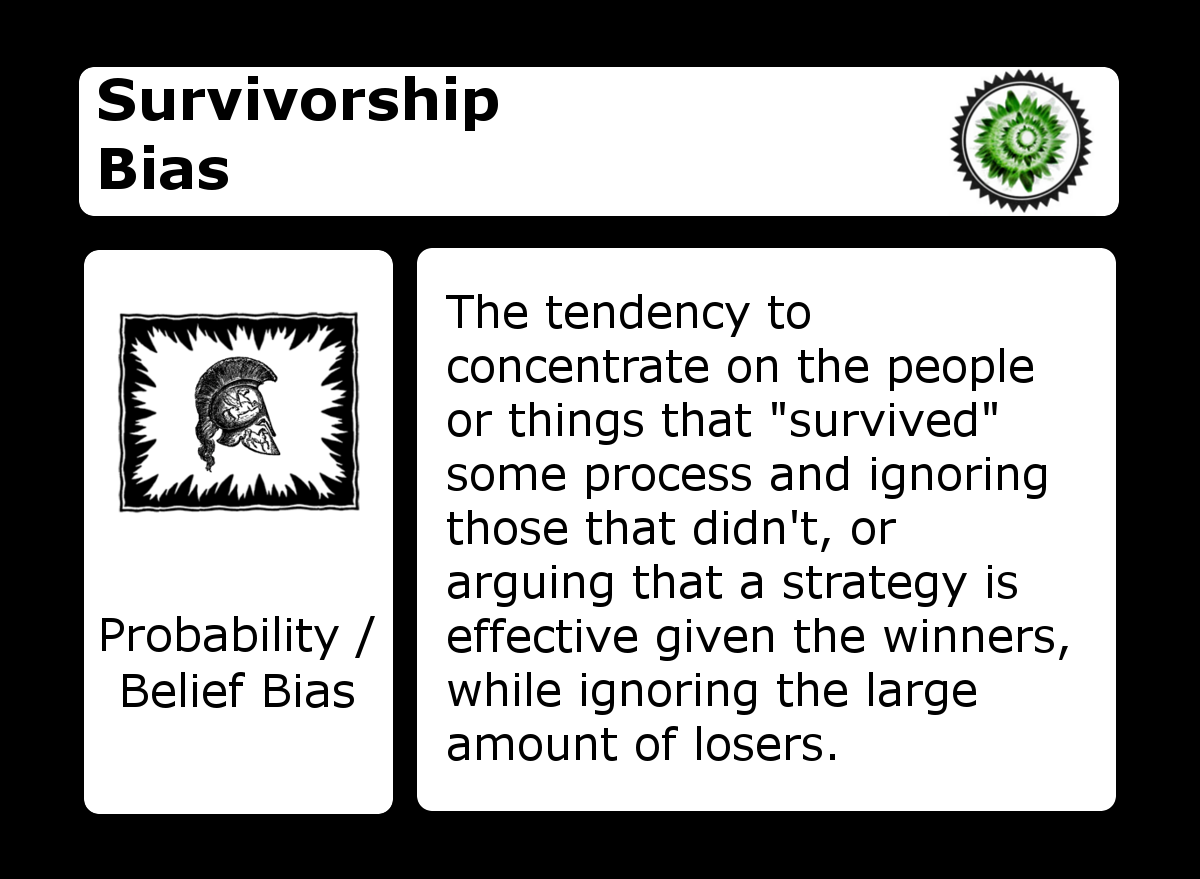 Survivorship
Bias
Probability /
Belief Bias
The tendency to
concentrate on the people
or things that "survived"
some process and ignoring
those that didn't, or
arguing that a strategy is
effective given the winners,
while ignoring the large
amount of losers.